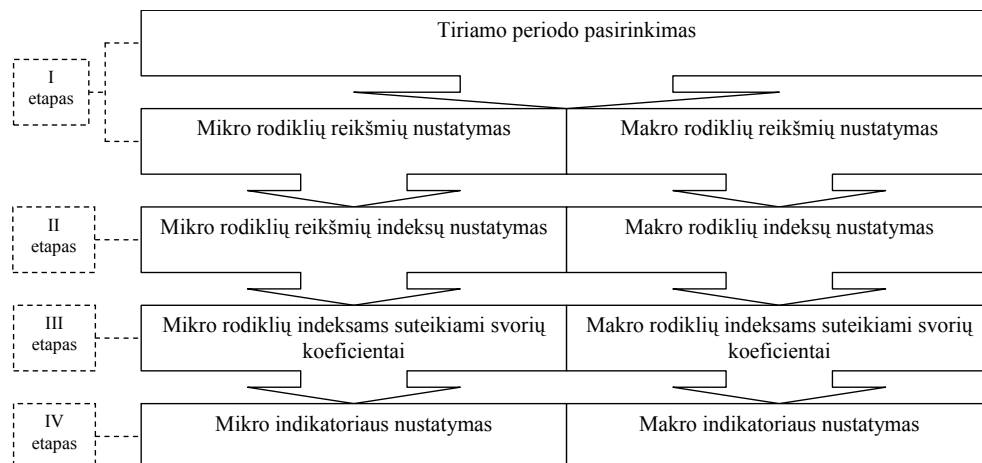 Tiriamo periodo pasirinkimas
I
etapas
Mikro rodiklių reikšmių nustatymas
Makro rodiklių reikšmių nustatymas
II
etapas
Mikro rodiklių reikšmių indeksų nustatymas
Makro rodiklių indeksų nustatymas
III
etapas
Mikro rodiklių indeksams suteikiami svorių
koeficientai
Makro rodiklių indeksams suteikiami svorių
koeficientai
IV
etapas
Mikro indikatoriaus nustatymas
Makro indikatoriaus nustatymas